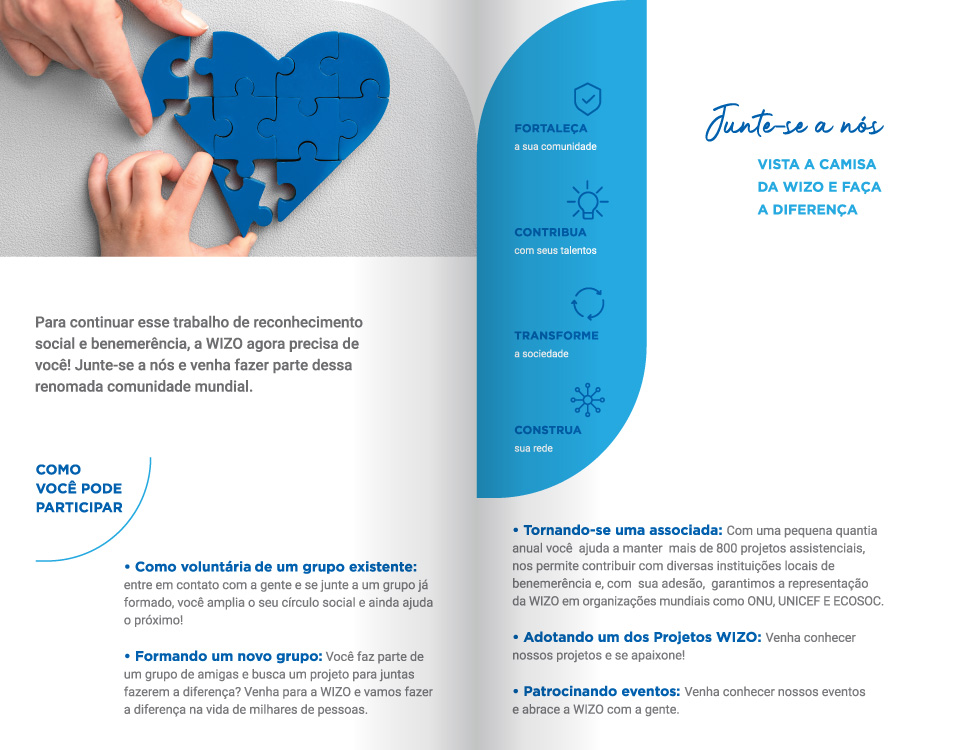 Para continuar esse trabalho de reconhecimento
social e benemerência, a WIZO agora precisa de
você! Junte-se a nós e venha fazer parte dessa
renomada comunidade mundial.
COMO
VOCÊ PODE
PARTICIPAR
• Como voluntária de um grupo existente:
entre em contato com a gente e se junte a um grupo já
formado, você amplia o seu círculo social e ainda ajuda
o próximo!
• Formando um novo grupo: Você faz parte de
um grupo de amigas e busca um projeto para juntas
fazerem a diferença? Venha para a WIZO e vamos fazer
a diferença na vida de milhares de pessoas.
FORTALEÇA
a sua comunidade
CONTRIBUA
com seus talentos
TRANSFORME
a sociedade
CONSTRUA
sua rede
Junte-se a nós
VISTA A CAMISA
DA WIZO E FAÇA
A DIFERENÇA
• Tornando-se uma associada: Com uma pequena quantia
anual você ajuda a manter mais de 800 projetos assistenciais,
nos permite contribuir com diversas instituições locais de
benemerência e, com sua adesão, garantimos a representação
da WIZO em organizações mundiais como ONU, UNICEF E ECOSOC.
• Adotando um dos Projetos WIZO: Venha conhecer
nossos projetos e se apaixone!
• Patrocinando eventos: Venha conhecer nossos eventos
e abrace a WIZO com a gente.